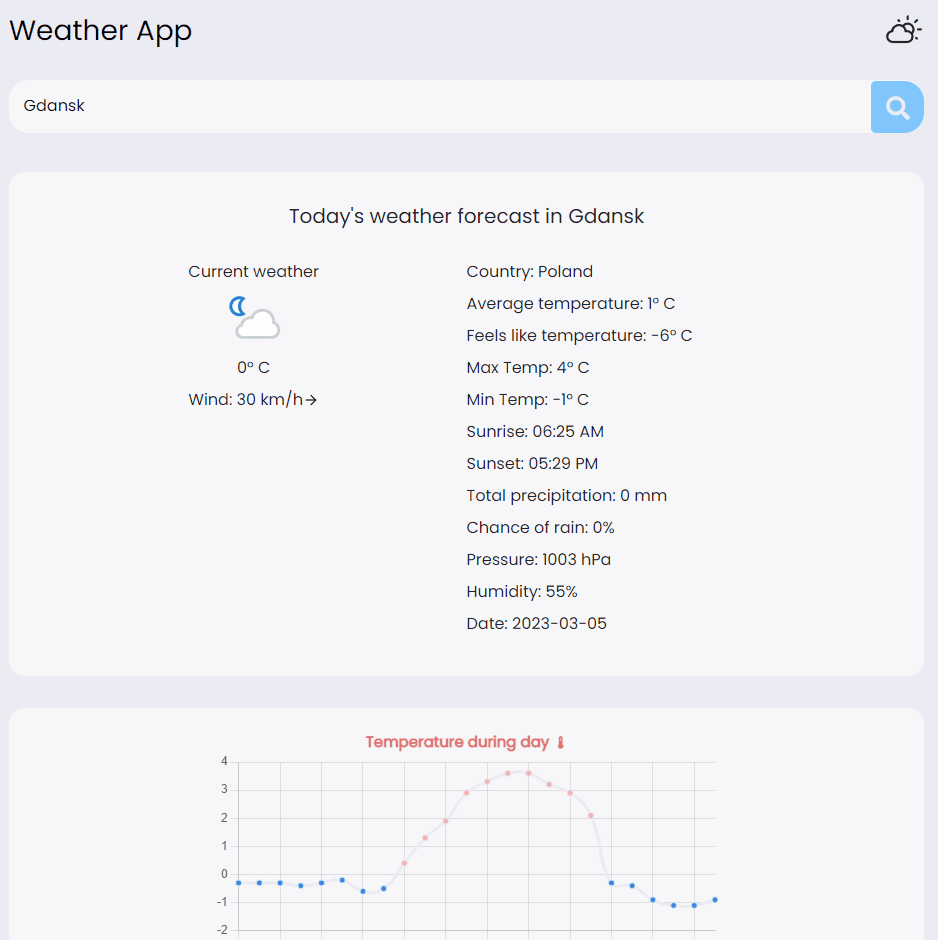 Weather App
Gdansk
Today's weather forecast in Gdansk
Current weather
0° C
Wind: 30 km/h→
Country: Poland
Average temperature: 1° C
Feels like temperature: -6° C
Max Temp: 4° C
Min Temp: -1° C
Sunrise: 06:25 AM
Sunset: 05:29 PM
Total precipitation: 0 mm
Chance of rain: 0%
Pressure: 1003 hPa
Humidity: 55%
Date: 2023-03-05
Temperature during day
4
3
2
1
0
-1
-2